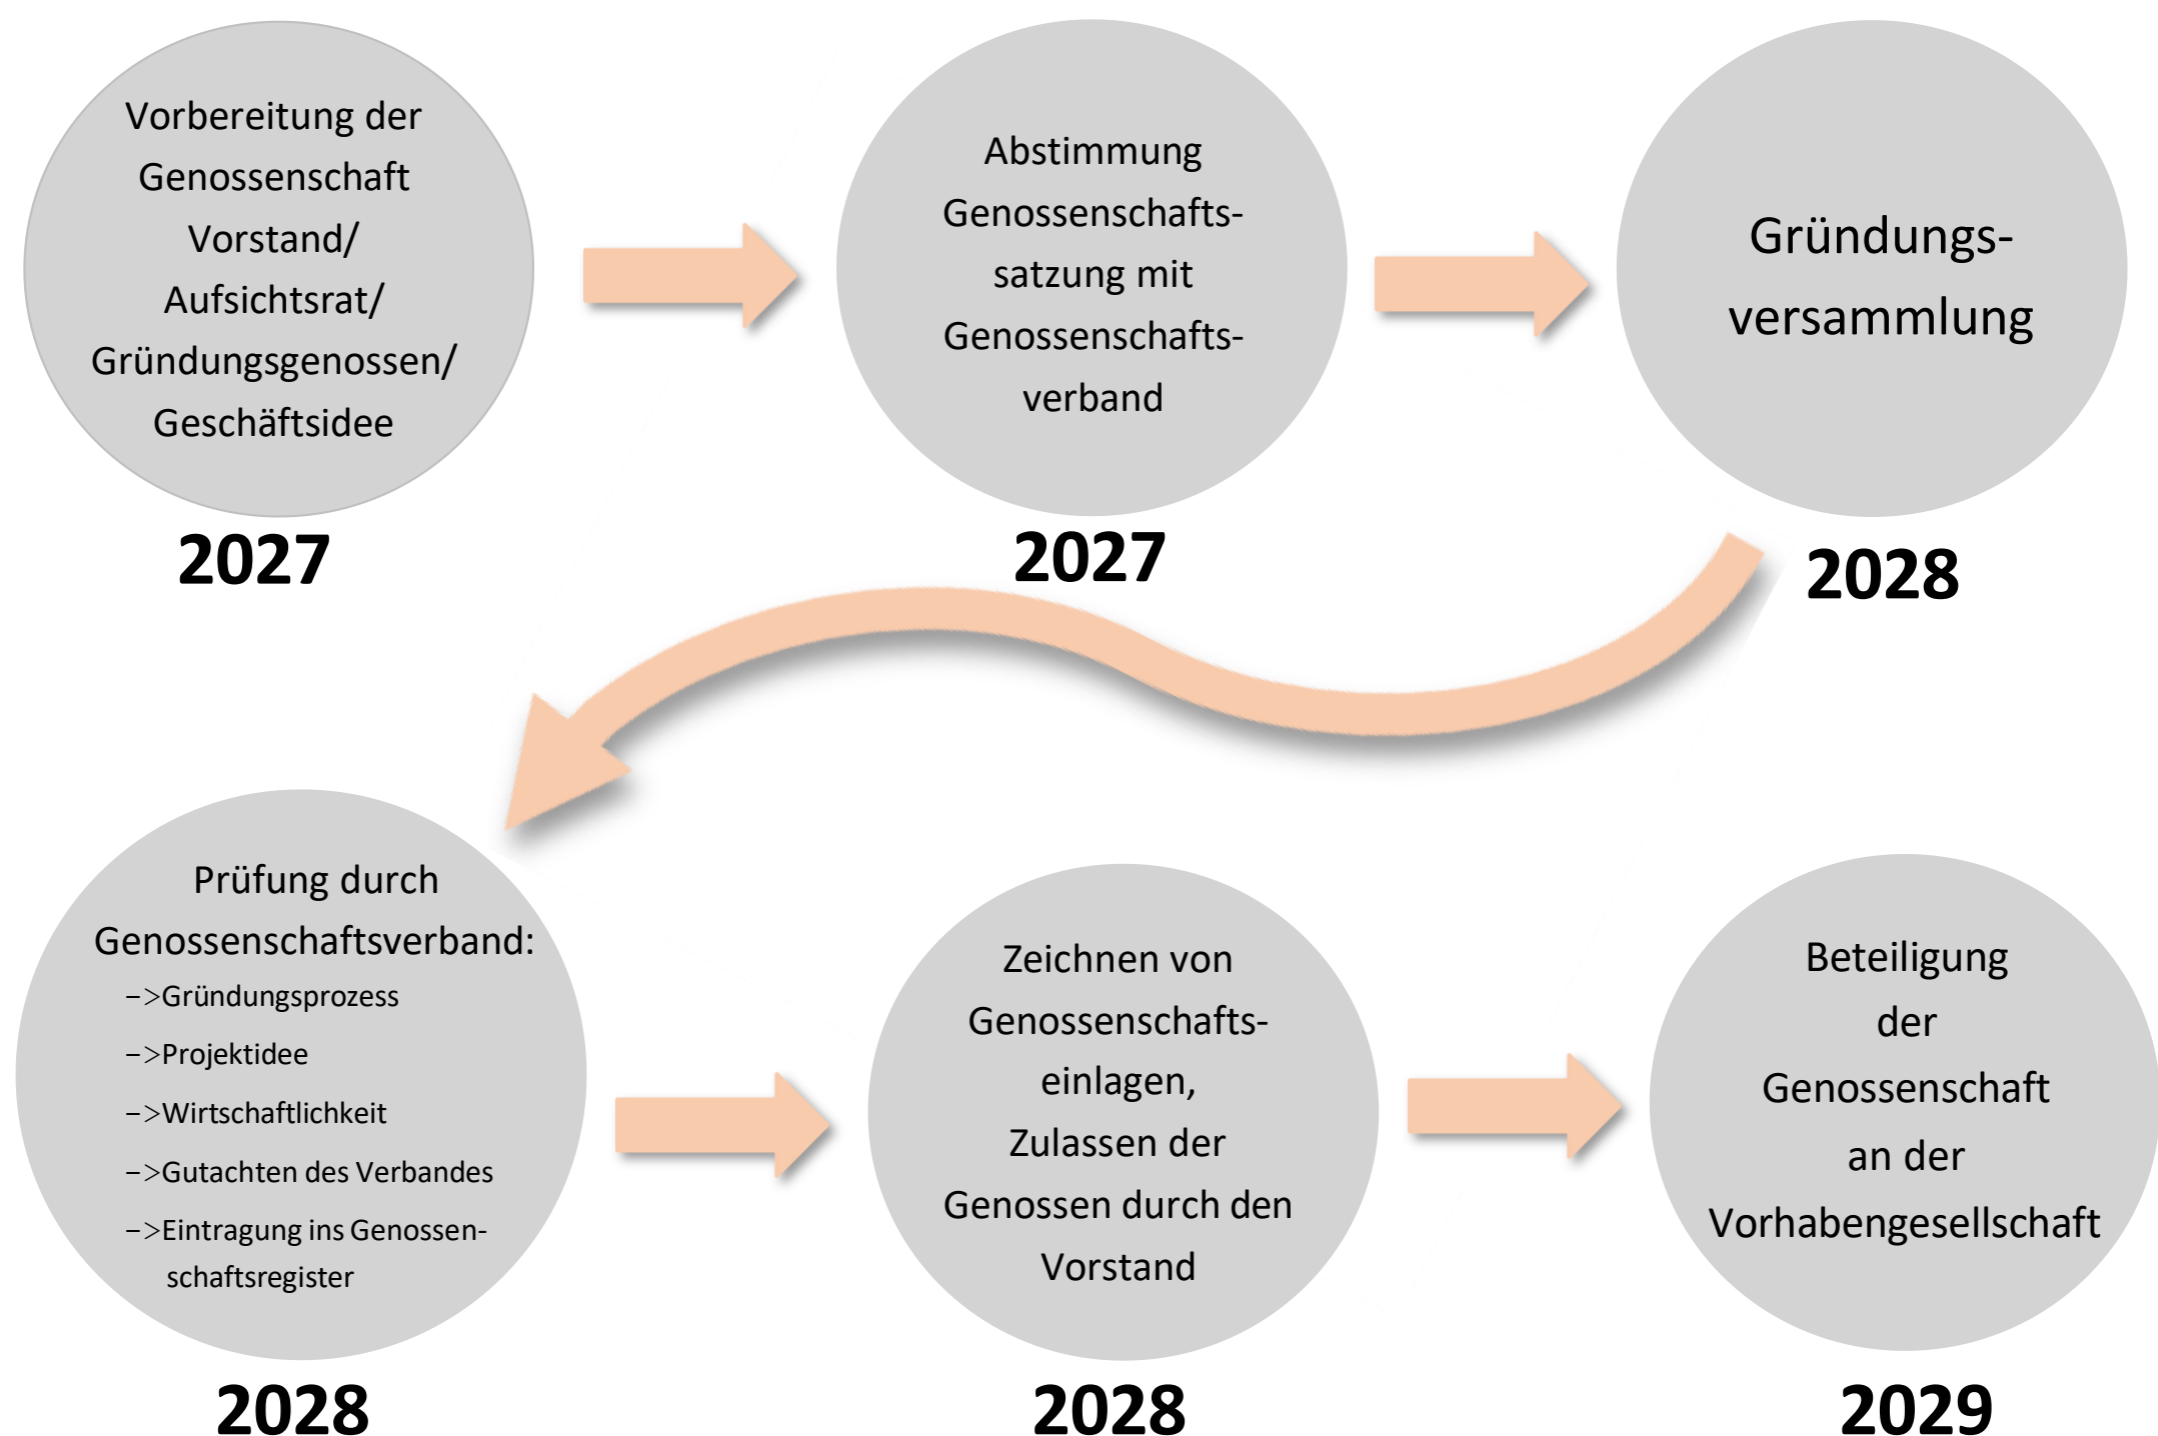 Vorbereitung der
Genossenschaft
Vorstand/
Aufsichtsrat/
Gründungsgenossen/
Geschäftsidee
2027
Abstimmung
Genossenschafts-
satzung mit
Genossenschafts-
verband
2027
Gründungs-
versammlung
2028
Prüfung durch
Genossenschaftsverband:
–>Gründungsprozess
–>Projektidee
–>Wirtschaftlichkeit
–>Gutachten des Verbandes
–>Eintragung ins Genossen-
schaftsregister
2028
Zeichnen von
Genossenschafts-
einlagen,
Zulassen der
Genossen durch den
Vorstand
2028
Beteiligung
der
Genossenschaft
an der
Vorhabengesellschaft
2029